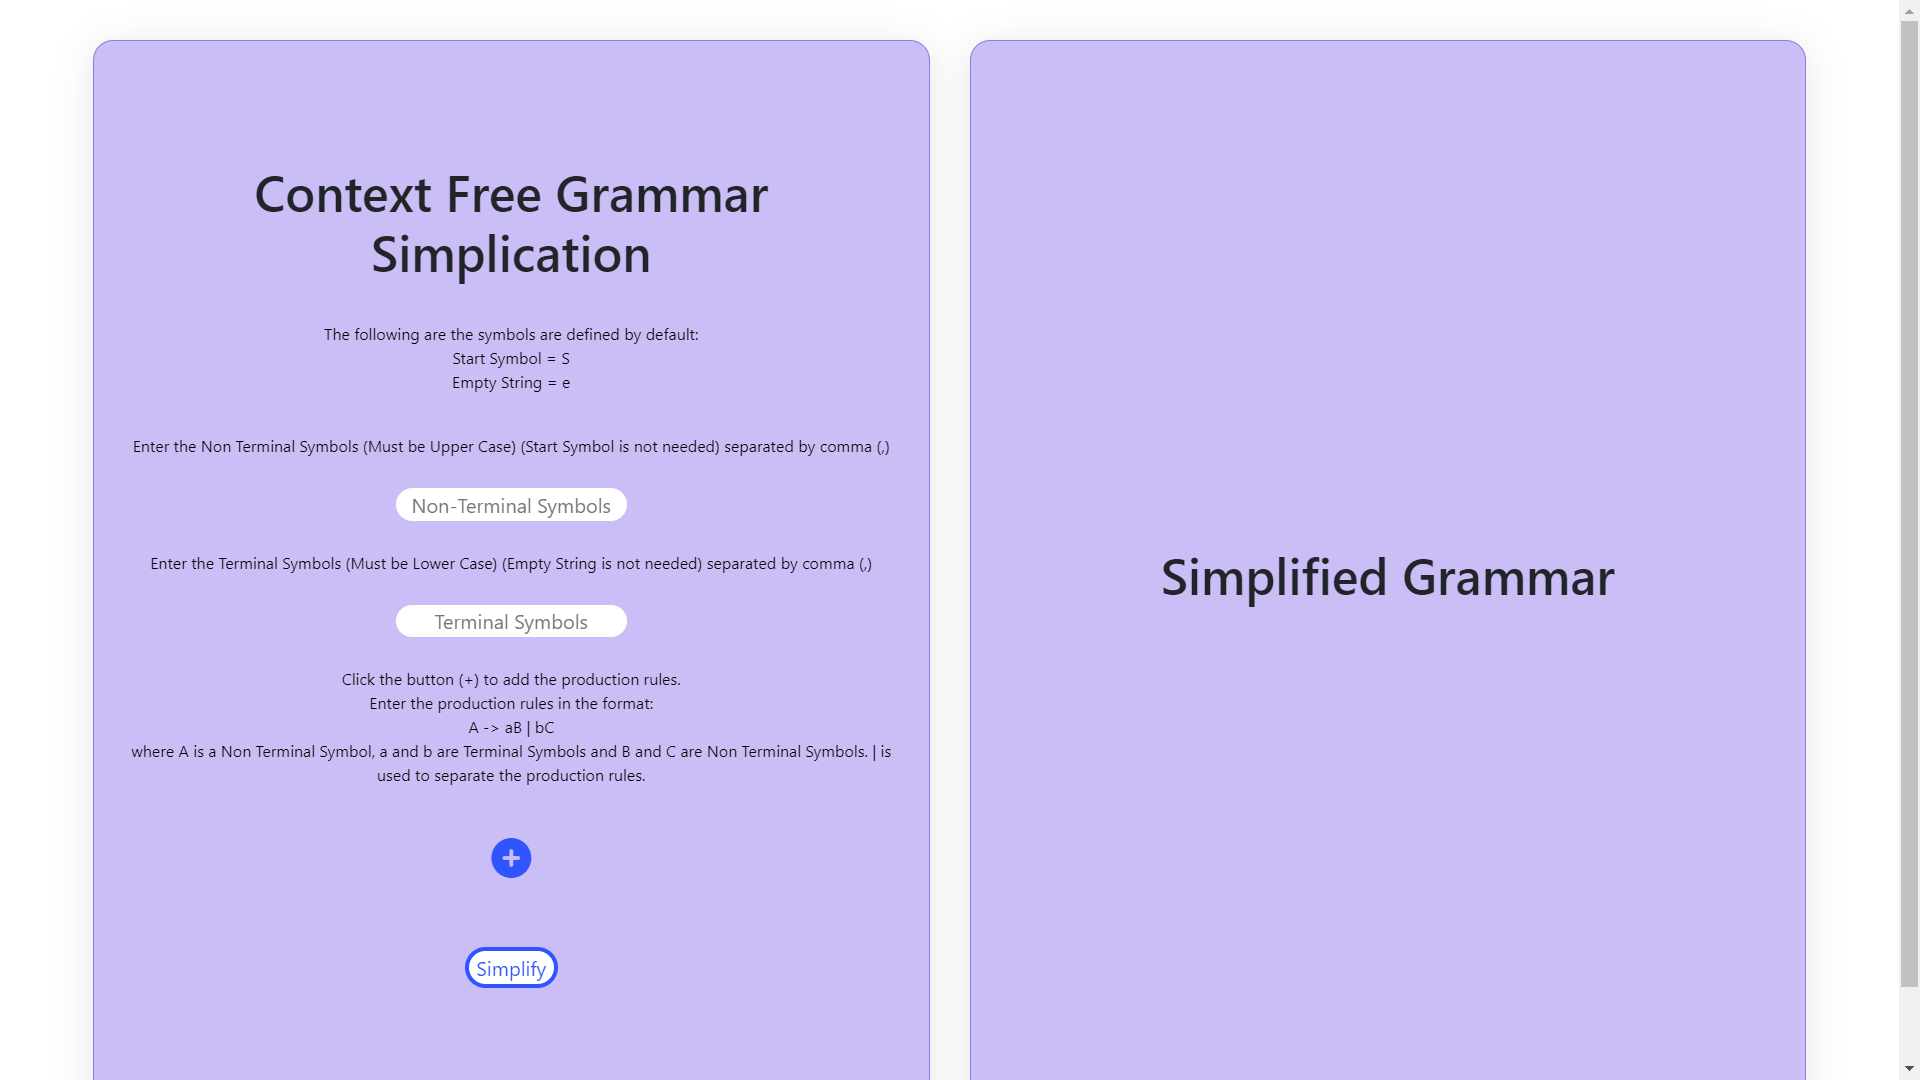 Context Free Grammar
Simplication
The following are the symbols are defined by default:
Start Symbol = S
Empty String = e
Enter the Non Terminal Symbols (Must be Upper Case) (Start Symbol is not needed) separated by comma (,)
Non-Terminal Symbols
Enter the Terminal Symbols (Must be Lower Case) (Empty String is not needed) separated by comma (,)
Terminal Symbols
Click the button (+) to add the production rules.
Enter the production rules in the format:
A -> aB | bC
where A is a Non Terminal Symbol, a and b are Terminal Symbols and B and C are Non Terminal Symbols. | is
used to separate the production rules.
+
Simplify
Simplified Grammar